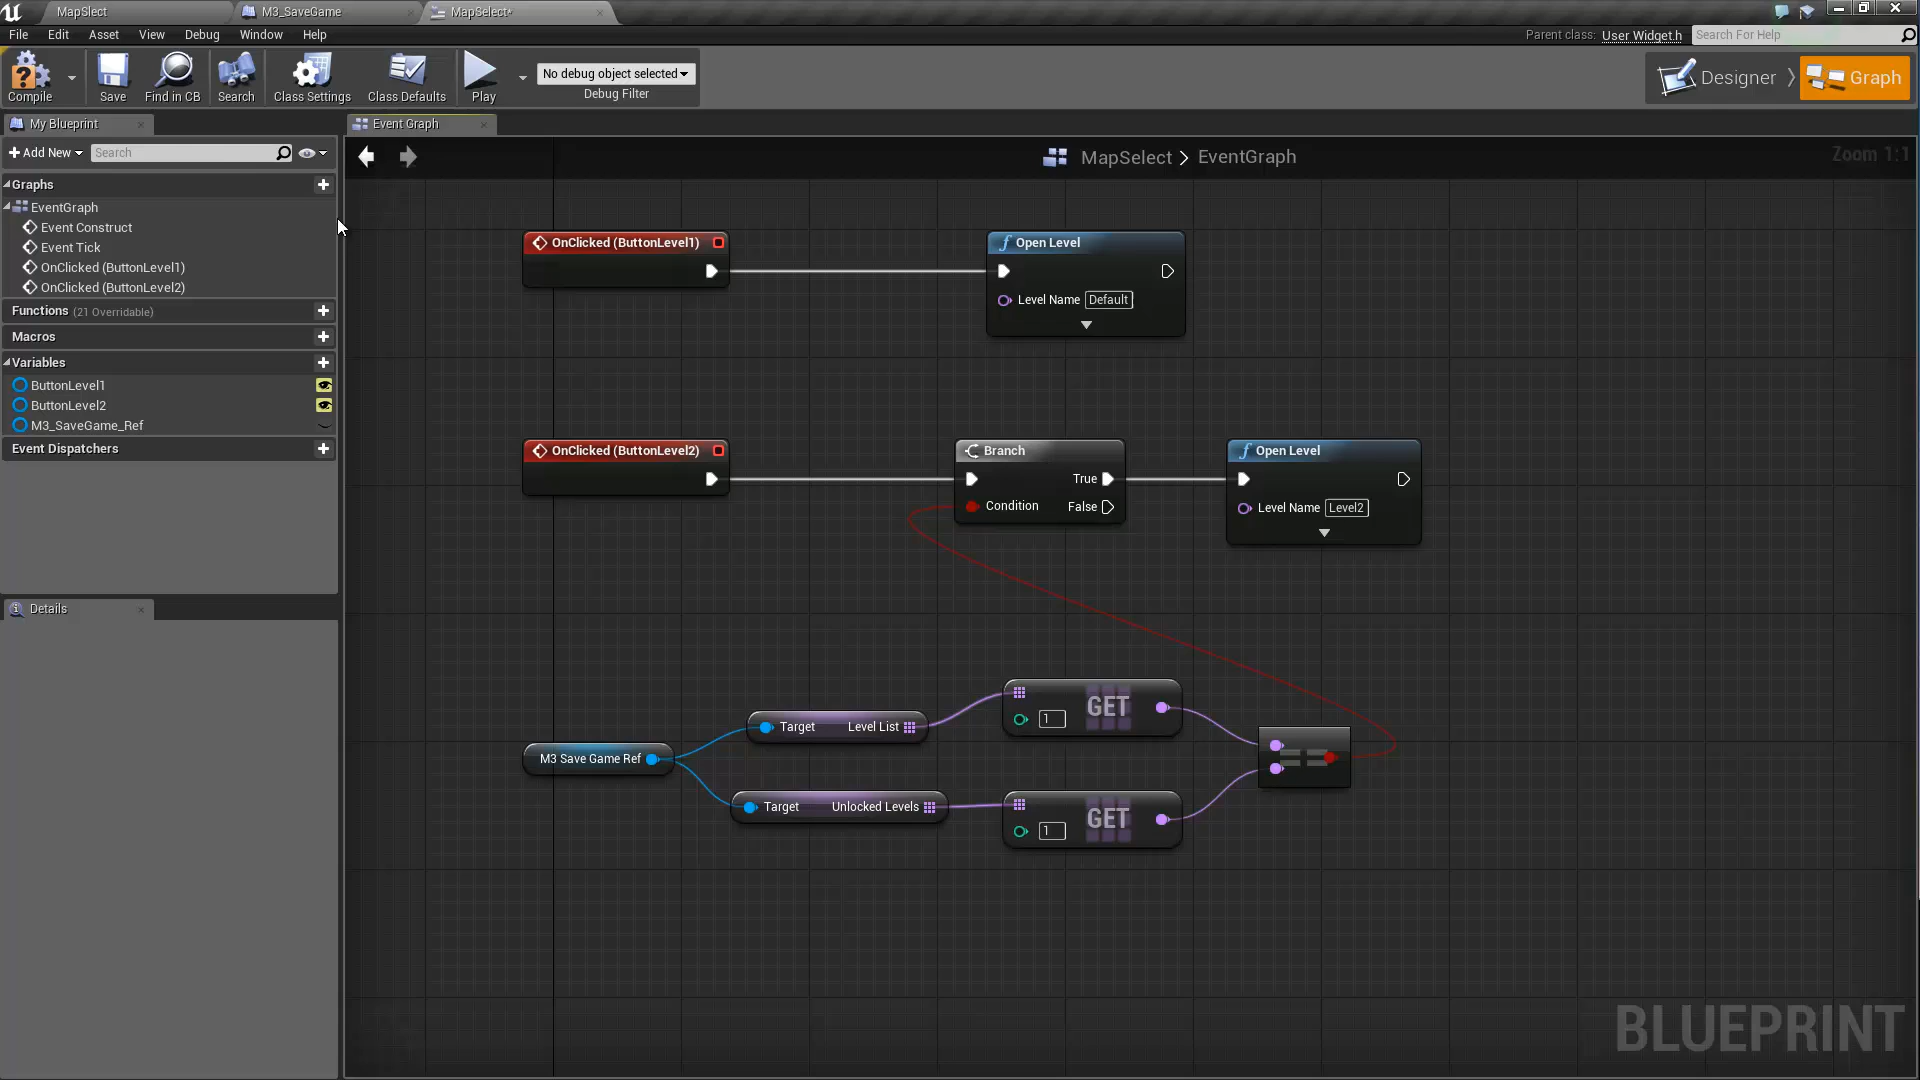 MapSlect
M3_SaveGame
MapSelect*
File Edit Asset View Debug Window Help
Parent class: User Widget.h Search For Help
Compile Save Find in CB Search Class Settings Class Defaults Play
No debug object selected
Debug Filter
Designer Graph
My Blueprint
Event Graph
Add New Search
MapSelect > EventGraph
Zoom 1:1
Graphs
EventGraph
Event Construct
Event Tick
OnClicked (ButtonLevel1)
OnClicked (ButtonLevel2)
Functions (21 Overridable)
Macros
Variables
ButtonLevel1
ButtonLevel2
M3_SaveGame_Ref
Event Dispatchers
Details
OnClicked (ButtonLevel1)
f Open Level
Level Name Default
OnClicked (ButtonLevel2)
Branch
True
Condition False
f Open Level
Level Name Level2
M3 Save Game Ref
Target Level List
1 GET
Target Unlocked Levels
1 GET
==
BLUEPRINT